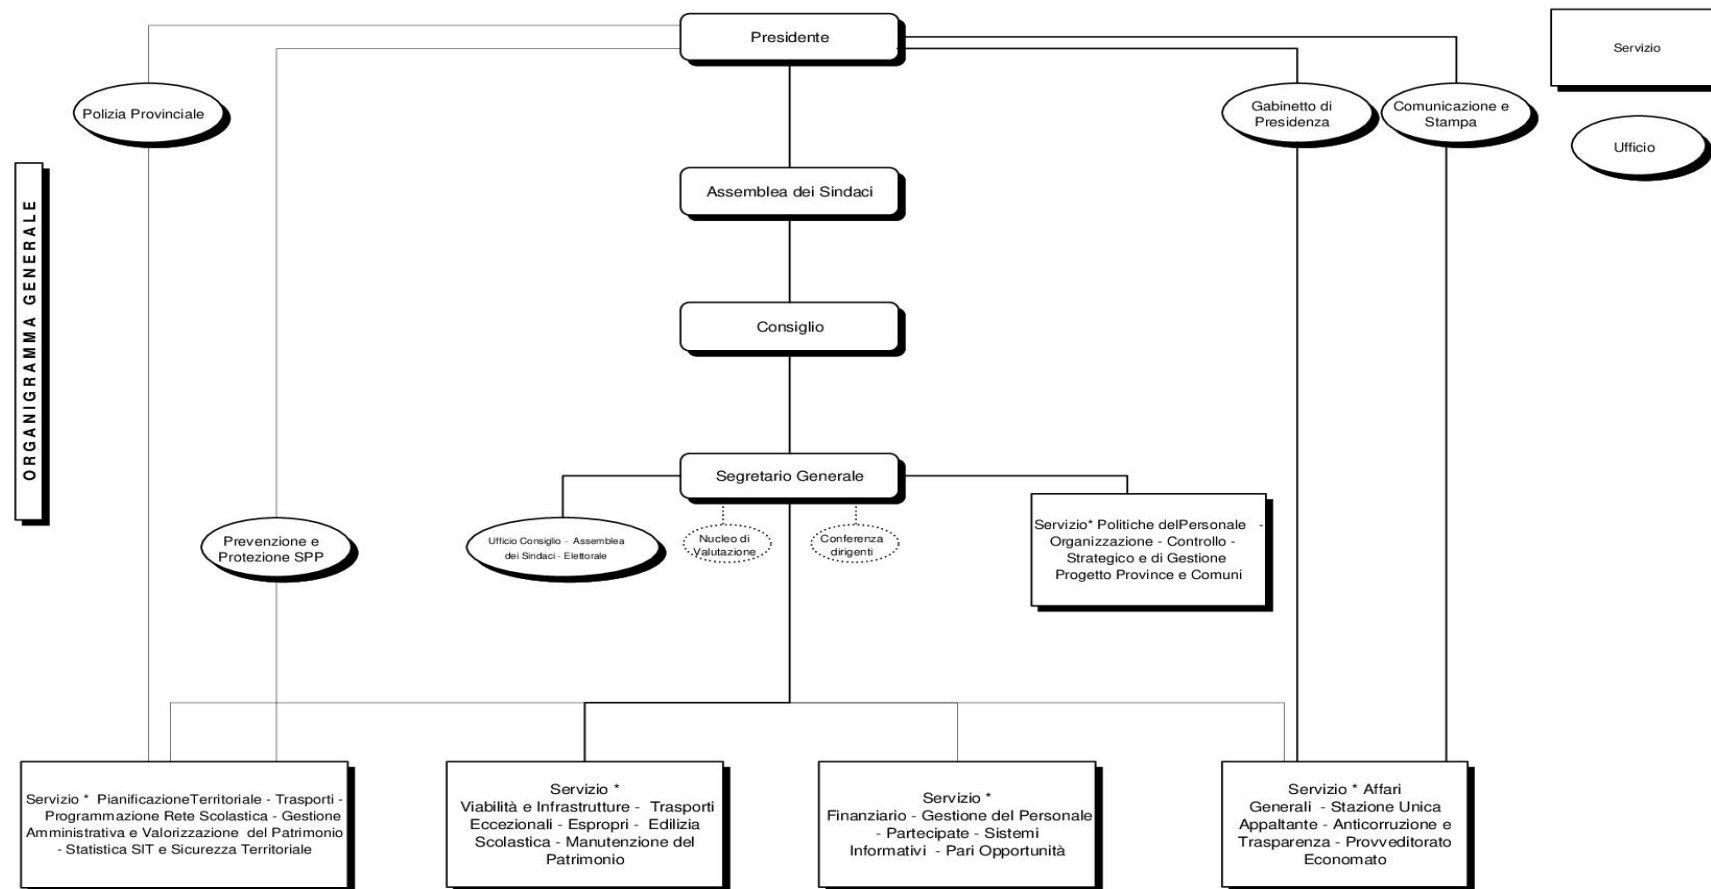 Presidente
Servizio
Polizia Provinciale
Gabinetto di
Presidenza
Comunicazione e
Stampa
Ufficio
ORGANIGRAMMA GENERALE
Assemblea dei Sindaci
Consiglio
Segretario Generale
Prevenzione e
Protezione SPP
Ufficio Consiglio - Assemblea
dei Sindaci - Elettorale
Nucleo di
Valutazione
Conferenza
dirigenti
Servizio* Politiche delPersonale -
Organizzazione - Controllo -
Strategico e di Gestione
Progetto Province e Comuni
Servizio * PianificazioneTerritoriale - Trasporti -
Programmazione Rete Scolastica - Gestione
Amministrativa e Valorizzazione del Patrimonio
- Statistica SIT e Sicurezza Territoriale
Servizio *
Viabilità e Infrastrutture - Trasporti
Eccezionali - Espropri - Edilizia
Scolastica - Manutenzione del
Patrimonio
Servizio *
Finanziario - Gestione del Personale
- Partecipate - Sistemi
Informativi - Pari Opportunità
Servizio * Affari
Generali - Stazione Unica
Appaltante - Anticorruzione e
Trasparenza - Provveditorato
Economato